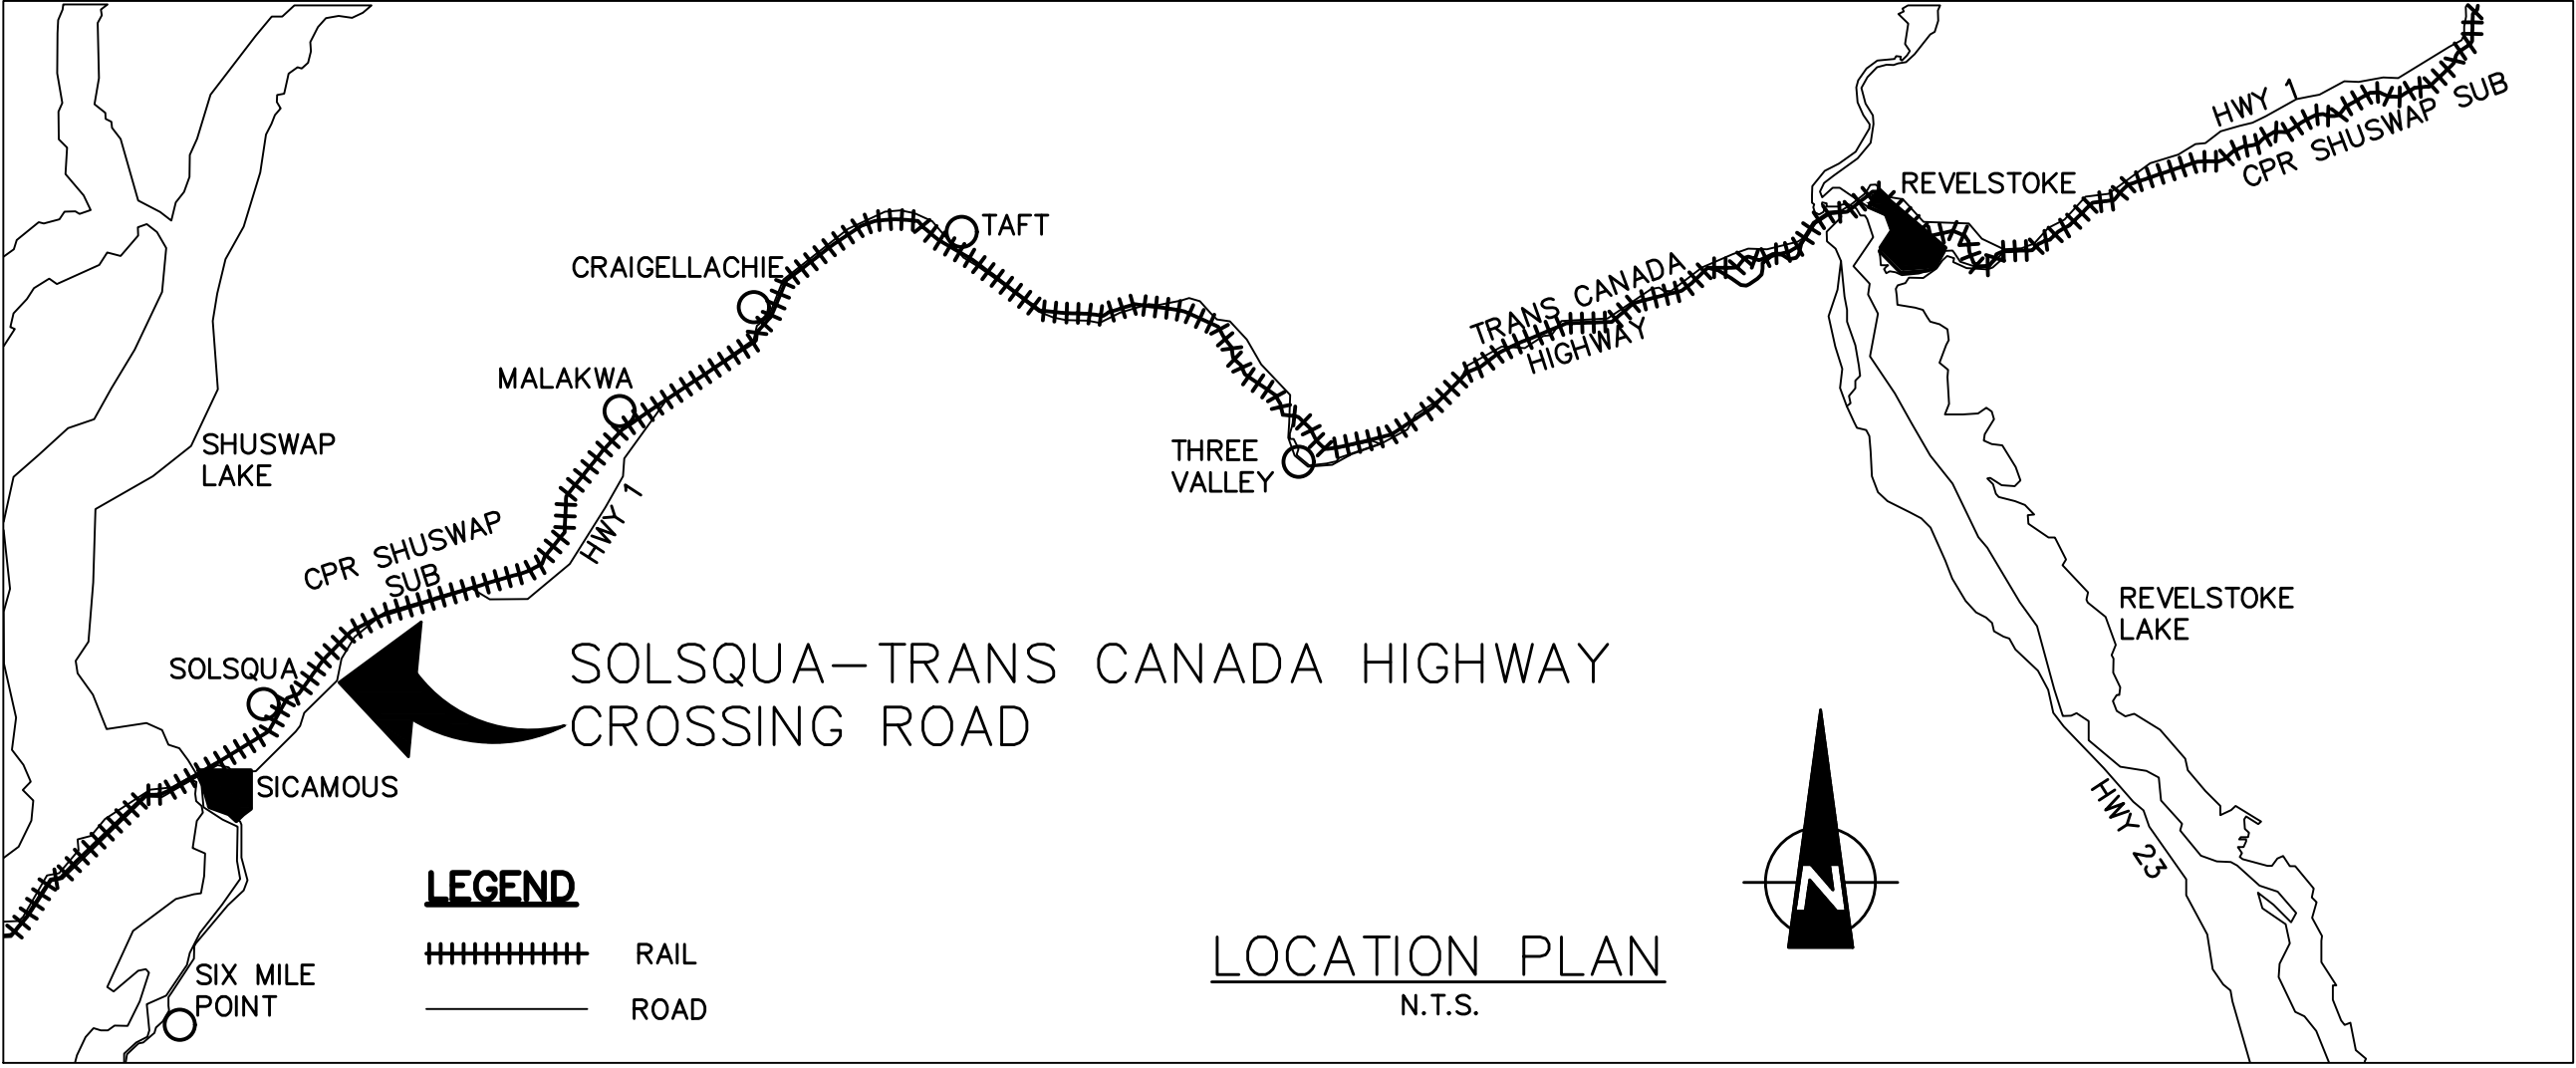 HWY 1
CPR SHUSWAP SUB
REVELSTOKE
TAFT
CRAIGELLACHIE
TRANS CANADA
HIGHWAY
MALAKWA
THREE
VALLEY
SHUSWAP
LAKE
HWY 1
CPR SHUSWAP
SUB
REVELSTOKE
LAKE
SOLSQUA
SOLSQUA-TRANS CANADA HIGHWAY
CROSSING ROAD
SICAMOUS
HWY 23
LEGEND
RAIL
ROAD
N
LOCATION PLAN
N.T.S.
SIX MILE
POINT